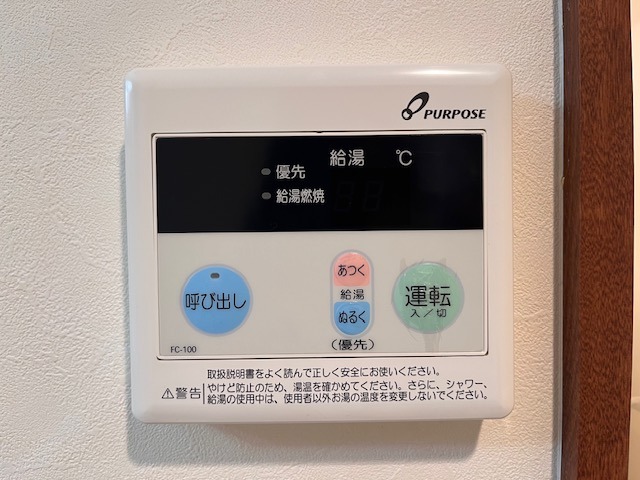 PURPOSE
給湯 ℃
優先
給湯燃焼
呼び出し
あつく
給湯
ぬるく
(優先)
運転
入／切
FC-100
取扱説明書をよく読んで正しく安全にお使いください。
⚠警告
やけど防止のため、湯温を確かめてください。さらに、シャワー、
給湯の使用中は、使用者以外お湯の温度を変更しないでください。